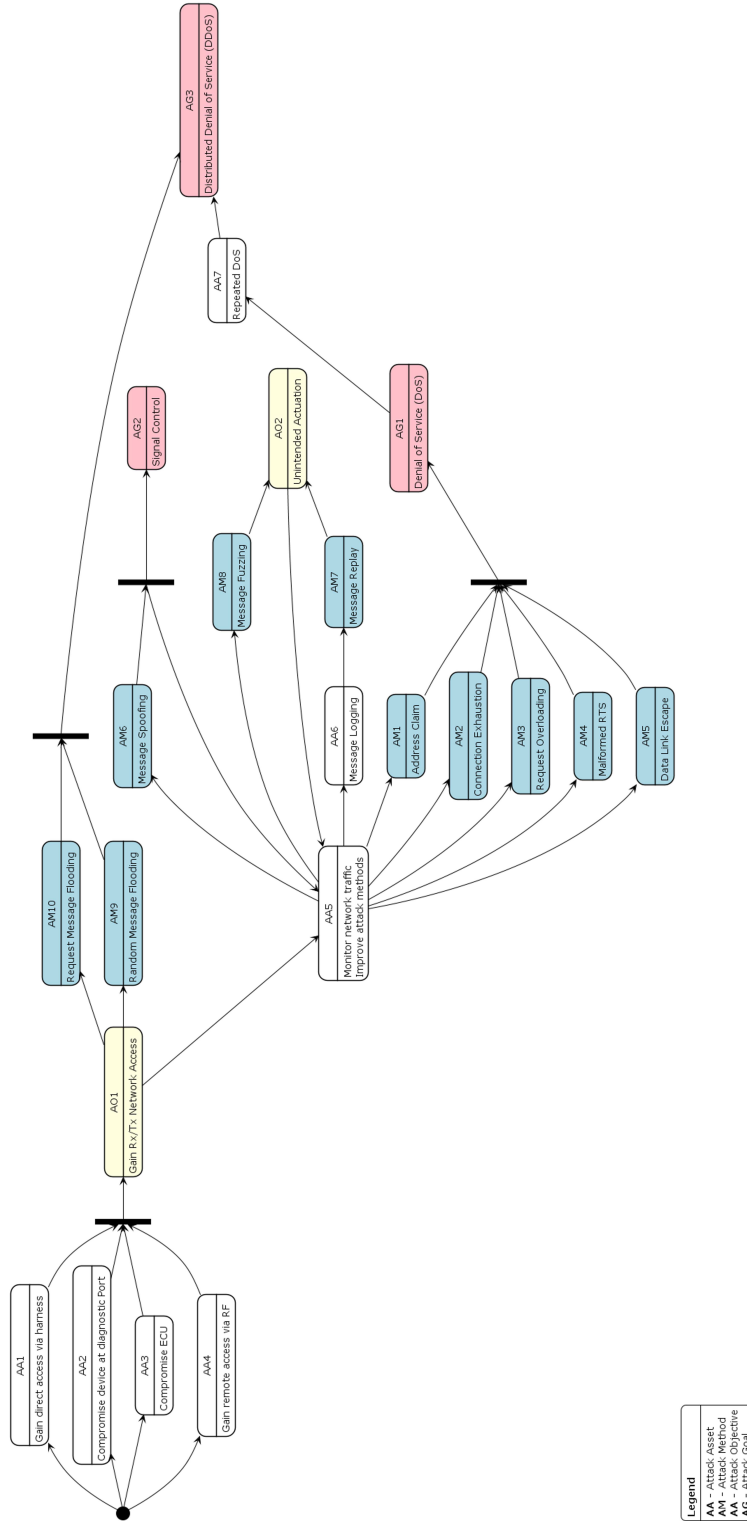 AA1
Gain direct access via harness
AA2
Compromise device at diagnostic Port
AA3
Compromise ECU
AA4
Gain remote access via RF
AO1
Gain Rx/Tx Network Access
AM10
Request Message Flooding
AM9
Random Message Flooding
AA5
Monitor network traffic
Improve attack methods
AM6
Message Spoofing
AM8
Message Fuzzing
AA6
Message Logging
AM7
Message Replay
AM1
Address Claim
AM2
Connection Exhaustion
AM3
Request Overloading
AM4
Malformed RTS
AM5
Data Link Escape
AG2
Signal Control
AO2
Unintended Actuation
AG1
Denial of Service (DoS)
AA7
Repeated DoS
AG3
Distributed Denial of Service (DDoS)
Legend
AA - Attack Asset
AM - Attack Method
AA - Attack Objective
AG - Attack Goal